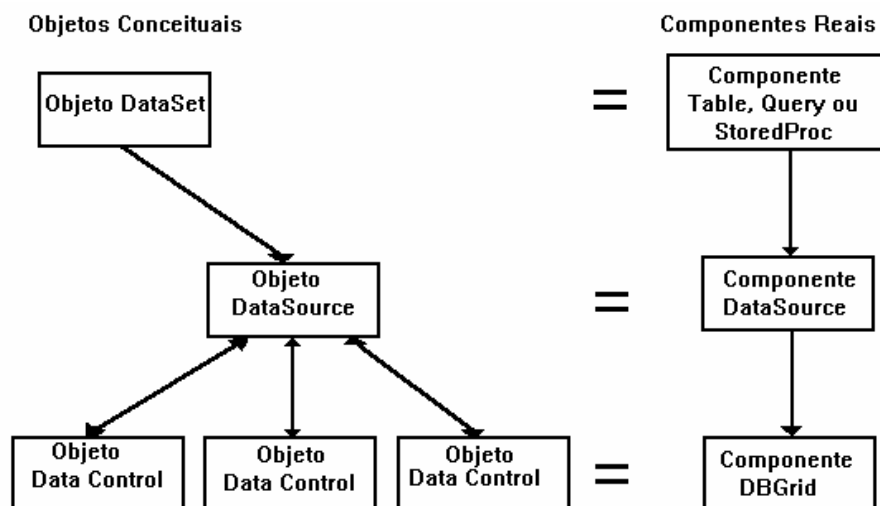 Objetos Conceituais
Componentes Reais
Objeto DataSet
=
Componente
Table, Query ou
StoredProc
Objeto
DataSource
=
Componente
DataSource
Objeto
Data Control
Objeto
Data Control
Objeto
Data Control
=
Componente
DBGrid